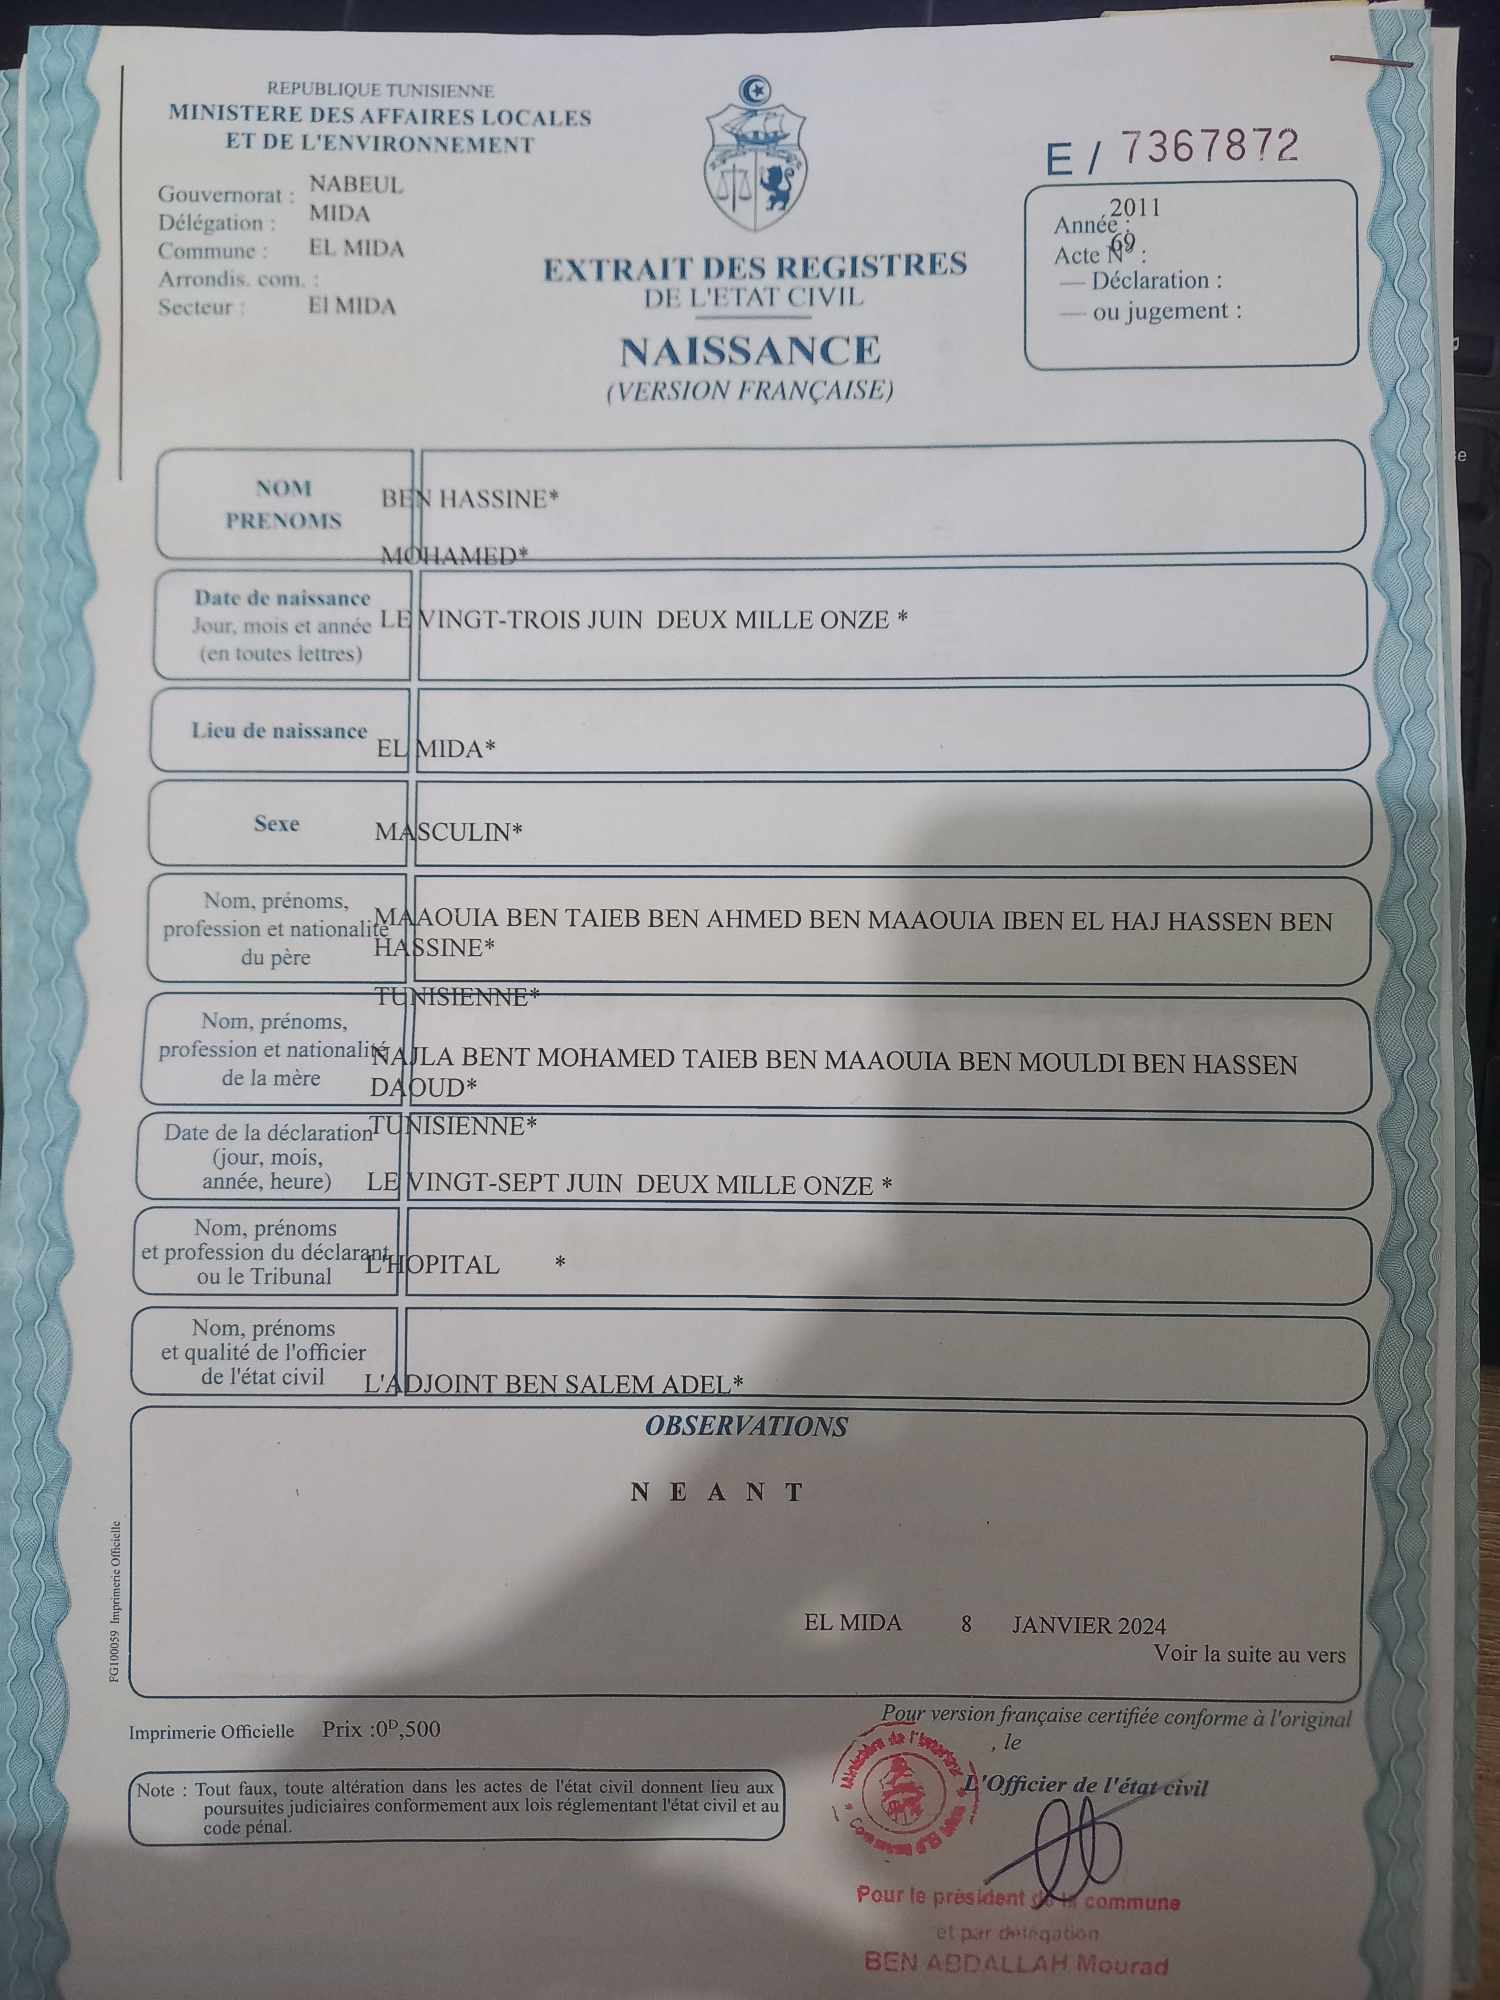 REPUBLIQUE TUNISIENNE
MINISTERE DES AFFAIRES LOCALES
ET DE L'ENVIRONNEMENT
Gouvernorat : NABEUL
Délégation : MIDA
Commune : EL MIDA
Arrondis. com. :
Secteur : El MIDA
EXTRAIT DES REGISTRES
DE L'ETAT CIVIL
NAISSANCE
(VERSION FRANÇAISE)
E / 7367872
Année : 2011
Acte N° : 69
— Déclaration :
— ou jugement :
NOM
PRENOMS
BEN HASSINE*
MOHAMED*
Date de naissance
Jour, mois et année
(en toutes lettres)
LE VINGT-TROIS JUIN DEUX MILLE ONZE *
Lieu de naissance
EL MIDA*
Sexe
MASCULIN*
Nom, prénoms,
profession et nationalité
du père
MAAOUIA BEN TAIEB BEN AHMED BEN MAAOUIA IBEN EL HAJ HASSEN BEN
HASSINE*
TUNISIENNE*
Nom, prénoms,
profession et nationalité
de la mère
NAJLA BENT MOHAMED TAIEB BEN MAAOUIA BEN MOULDI BEN HASSEN
DAOUD*
TUNISIENNE*
Date de la déclaration
(jour, mois,
année, heure)
LE VINGT-SEPT JUIN DEUX MILLE ONZE *
Nom, prénoms
et profession du déclarant
ou le Tribunal
L'HOPITAL *
Nom, prénoms
et qualité de l'officier
de l'état civil
L'ADJOINT BEN SALEM ADEL*
OBSERVATIONS
N E A N T
EL MIDA 8 JANVIER 2024
Voir la suite au vers
FG100059 Imprimerie Officielle
Imprimerie Officielle Prix :0ᴰ,500
Pour version française certifiée conforme à l'original
, le
L'Officier de l'état civil
Note : Tout faux, toute altération dans les actes de l'état civil donnent lieu aux
poursuites judiciaires conformement aux lois réglementant l'état civil et au
code pénal.
Ministère de l'Intérieur
Pour le président de la commune
et par délégation
BEN ABDALLAH Mourad